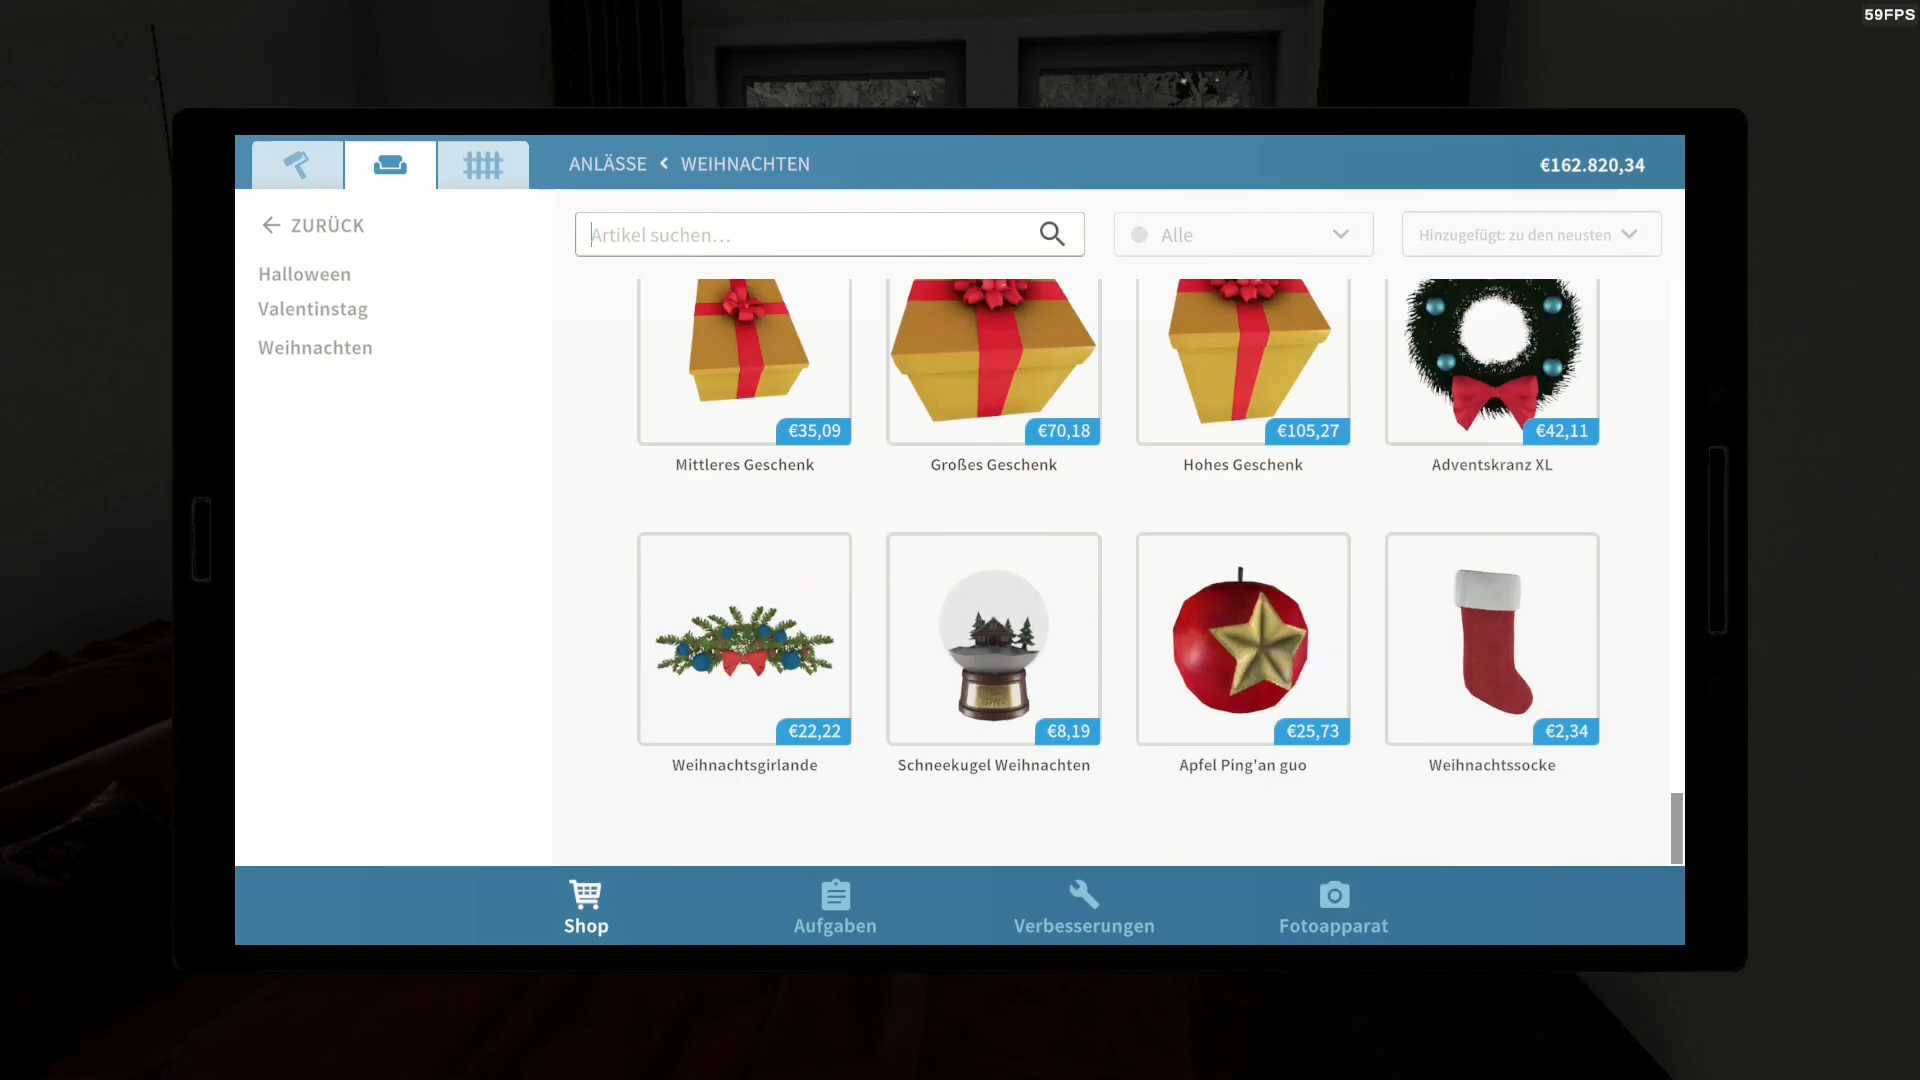 59FPS
ANLÄSSE < WEIHNACHTEN
€162.820,34
← ZURÜCK
Halloween
Valentinstag
Weihnachten
Artikel suchen…
Alle
Hinzugefügt: zu den neusten
€35,09
€70,18
€105,27
€42,11
Mittleres Geschenk
Großes Geschenk
Hohes Geschenk
Adventskranz XL
€22,22
€8,19
€25,73
€2,34
Weihnachtsgirlande
Schneekugel Weihnachten
Apfel Ping'an guo
Weihnachtssocke
Shop
Aufgaben
Verbesserungen
Fotoapparat